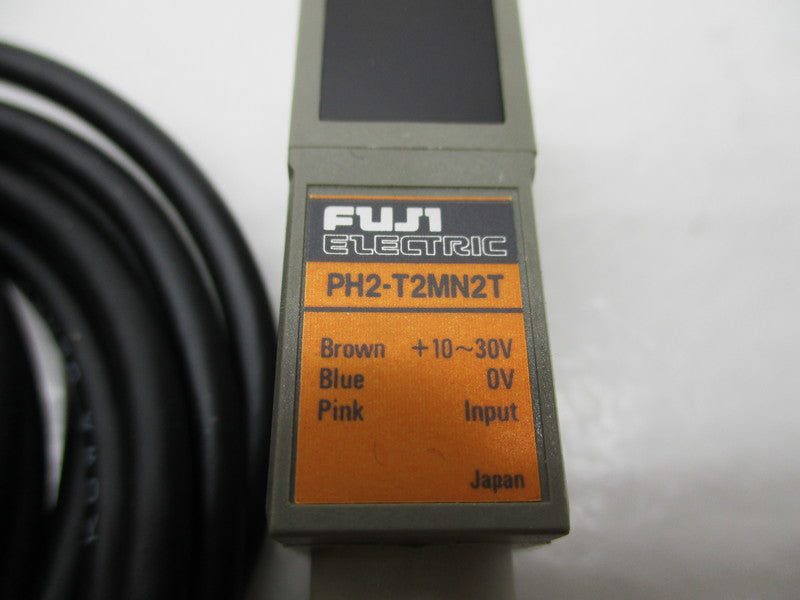 FUJI
ELECTRIC
PH2-T2MN2T
Brown +10~30V
Blue 0V
Pink Input
Japan